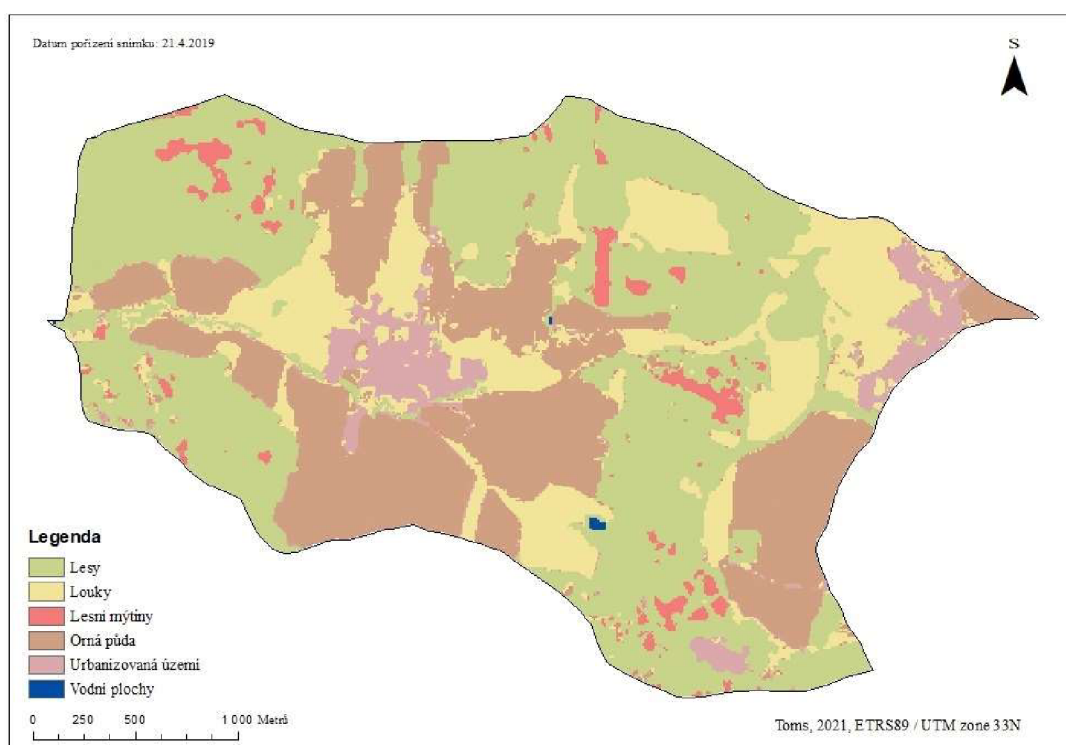 Datum pořízení snímku: 21.4.2019
S
Legenda
Lesy
Louky
Lesní mýtiny
Orná půda
Urbanizovaná území
Vodní plochy
0 250 500 1 000 Metrů
Toms, 2021, ETRS89 / UTM zone 33N